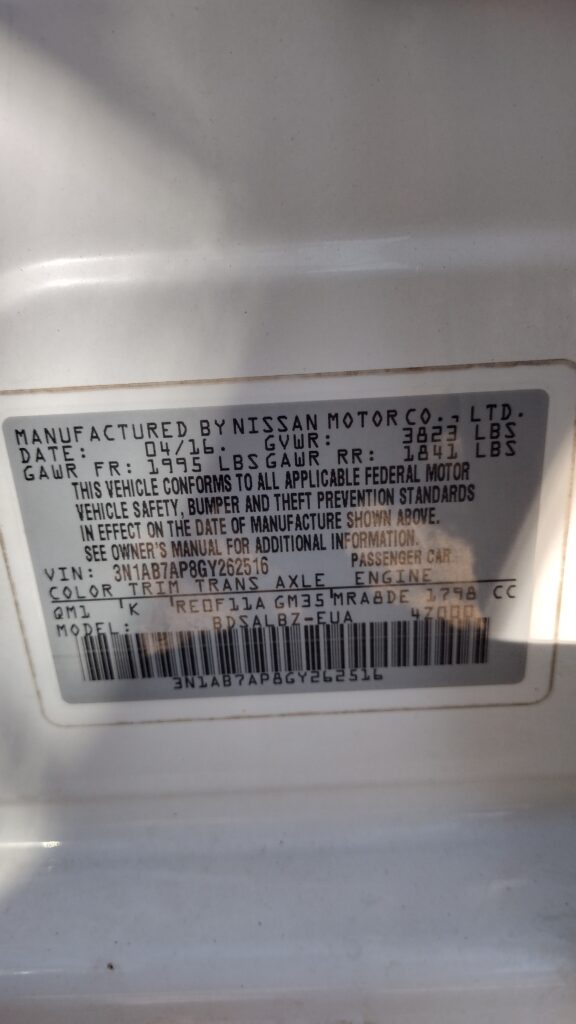 MANUFACTURED BY NISSAN MOTOR CO., LTD.
DATE: 04/16. GVWR: 3823 LBS
GAWR FR: 1995 LBS GAWR RR: 1841 LBS
THIS VEHICLE CONFORMS TO ALL APPLICABLE FEDERAL MOTOR
VEHICLE SAFETY, BUMPER AND THEFT PREVENTION STANDARDS
IN EFFECT ON THE DATE OF MANUFACTURE SHOWN ABOVE.
SEE OWNER'S MANUAL FOR ADDITIONAL INFORMATION.
VIN: 3N1AB7AP8GY262516 PASSENGER CAR
COLOR TRIM TRANS AXLE ENGINE
QM1 K RE0F11A GM35 MRA8DE 1798 CC
MODEL: BDSALBZ-EUA
3N1AB7AP8GY262516